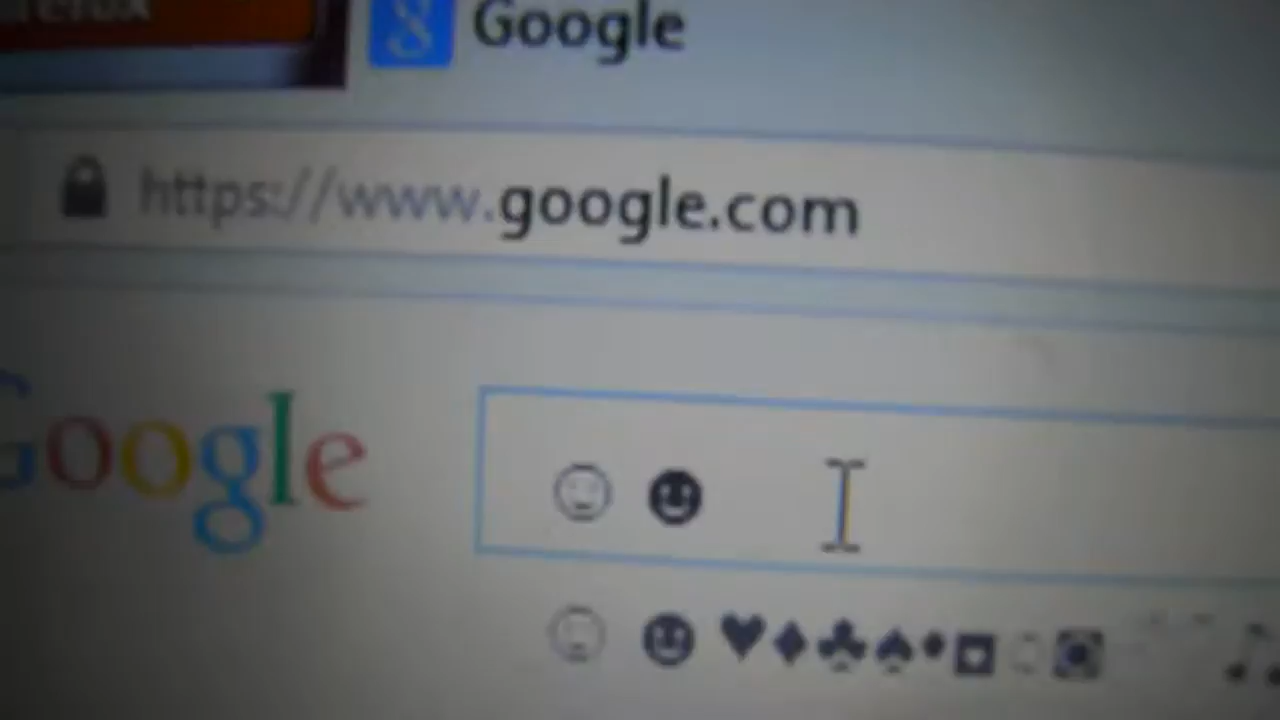 Google
https://www.google.com
Google
☺ ☻
☺ ☻♥♦♣♠•◘